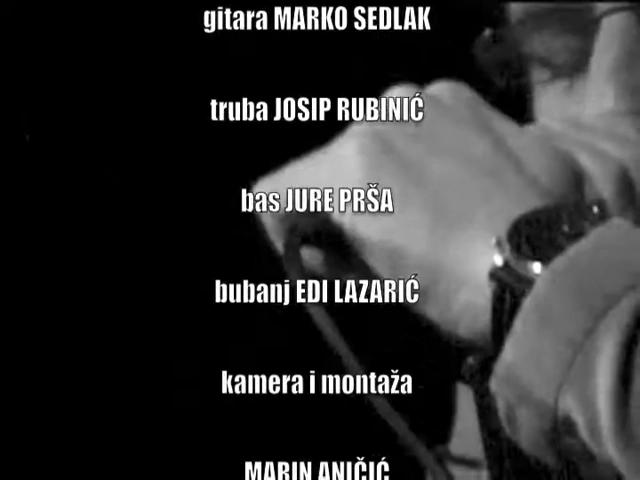 gitara MARKO SEDLAK
truba JOSIP RUBINIĆ
bas JURE PRŠA
bubanj EDI LAZARIĆ
kamera i montaža
MARIN ANIČIĆ